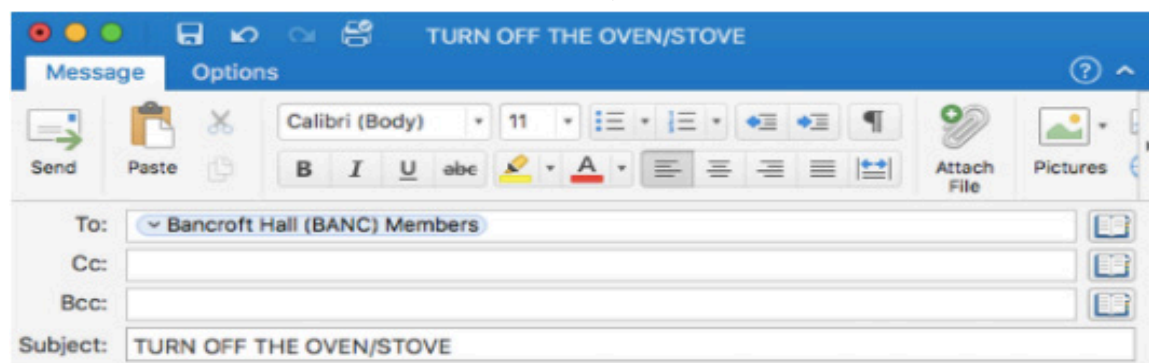 TURN OFF THE OVEN/STOVE
Message Options ?
Calibri (Body) 11
Send Paste B I U abc A Attach File Pictures
To: Bancroft Hall (BANC) Members
Cc:
Bcc:
Subject: TURN OFF THE OVEN/STOVE